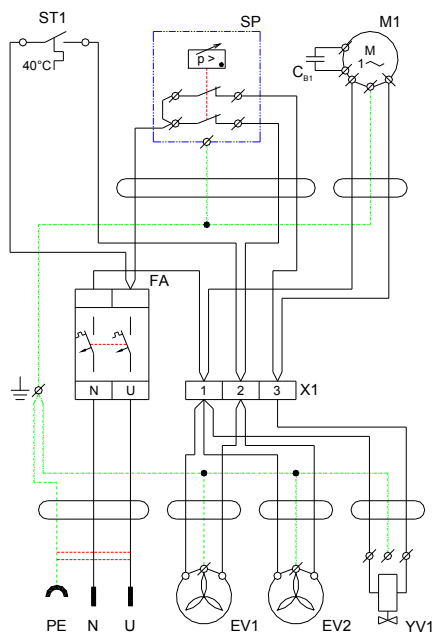 ST1
SP
M1
40°C
p >
M
1 ~
CB1
FA
N U
1 2 3 X1
PE N U EV1 EV2 YV1